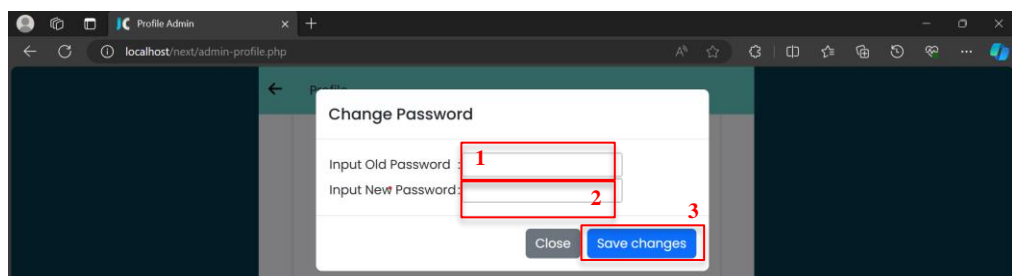 Profile Admin
localhost/next/admin-profile.php
Change Password
Input Old Password : 1
Input New Password: 2
3
Close Save changes